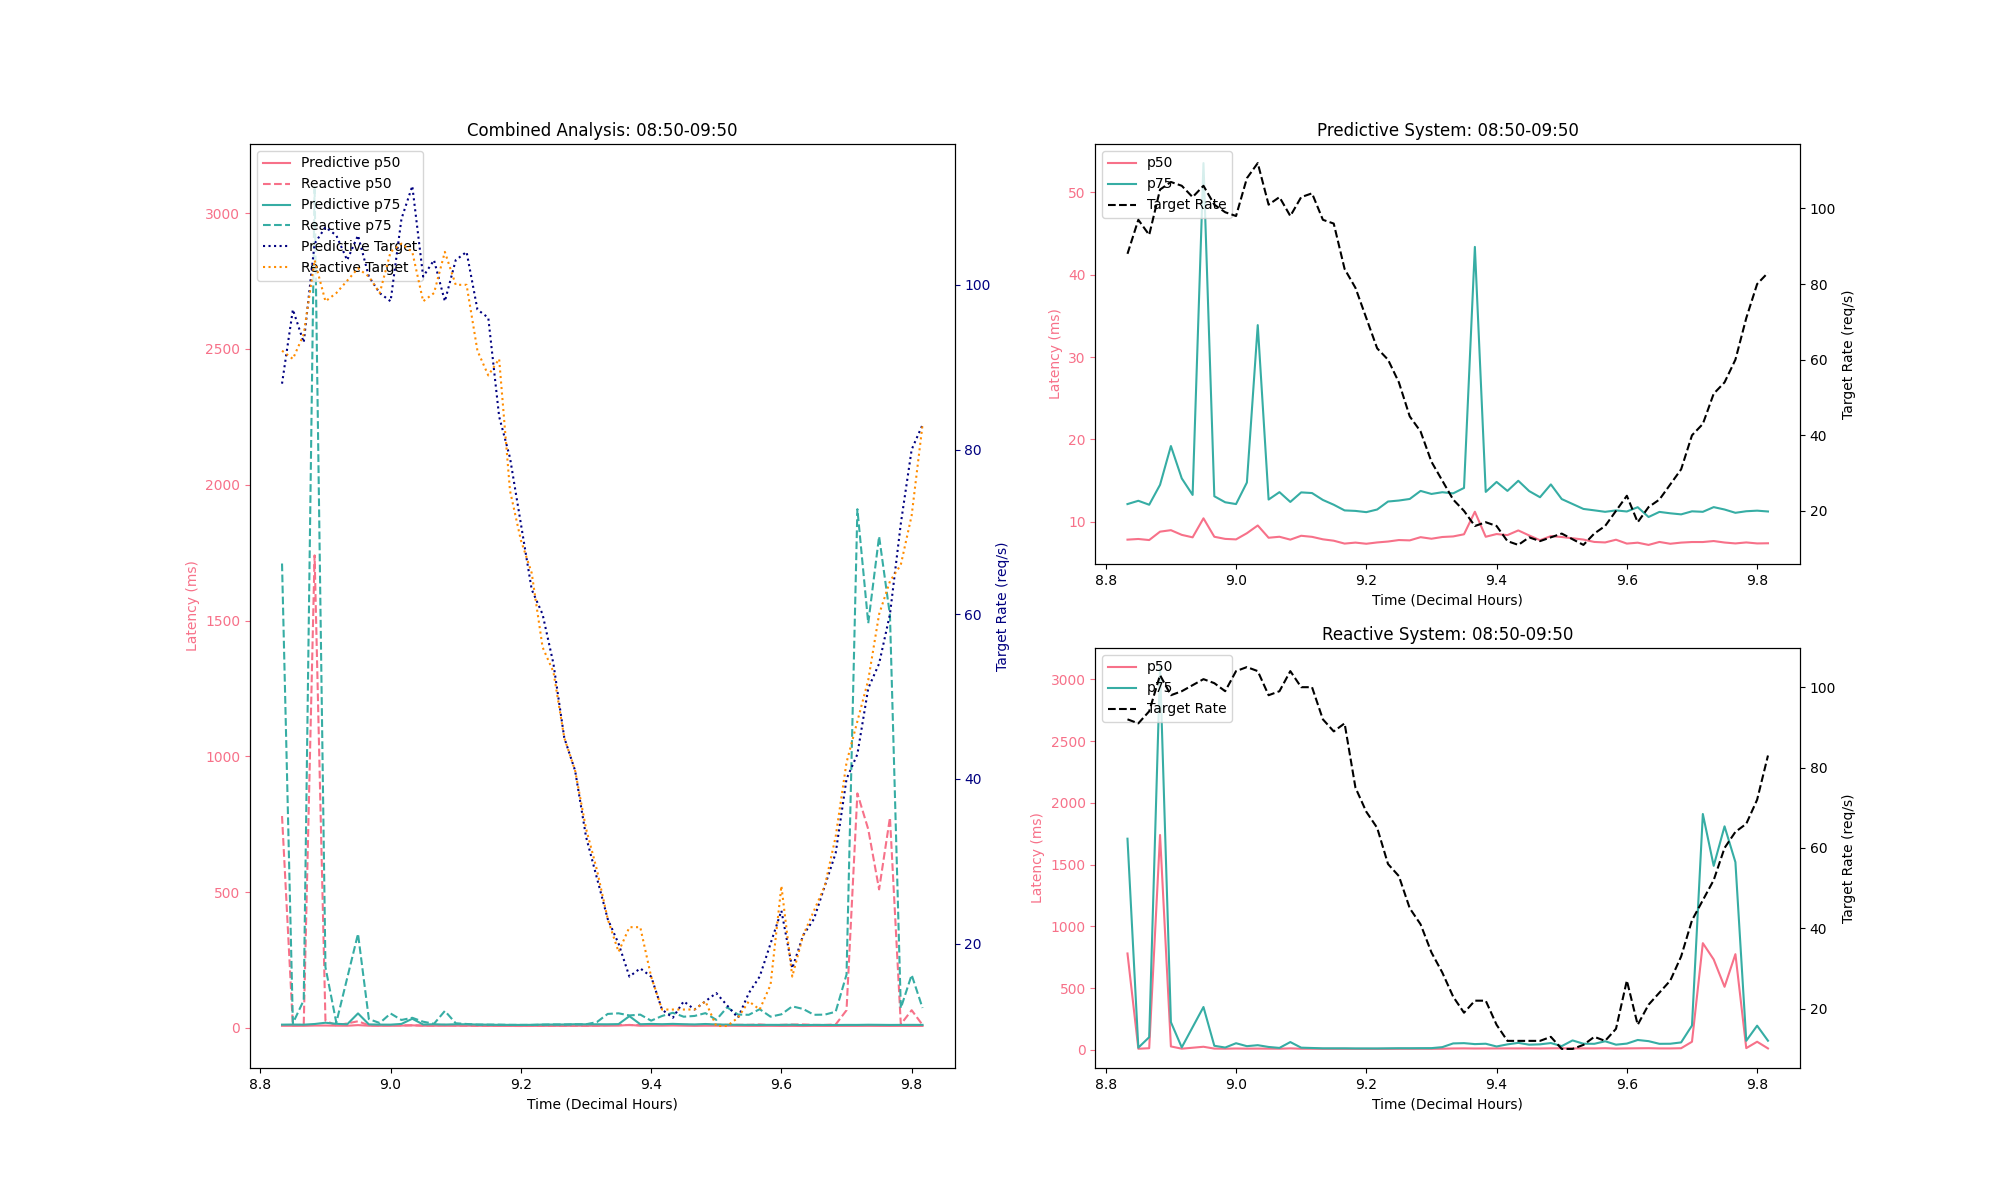 Combined Analysis: 08:50-09:50
Predictive p50
Reactive p50
Predictive p75
Reactive p75
Predictive Target
Reactive Target
Latency (ms)
3000
2500
2000
1500
1000
500
0
100
80
60
40
20
Target Rate (req/s)
8.8 9.0 9.2 9.4 9.6 9.8
Time (Decimal Hours)
Predictive System: 08:50-09:50
p50
p75
Target Rate
Latency (ms)
50
40
30
20
10
100
80
60
40
20
Target Rate (req/s)
8.8 9.0 9.2 9.4 9.6 9.8
Time (Decimal Hours)
Reactive System: 08:50-09:50
p50
p75
Target Rate
Latency (ms)
3000
2500
2000
1500
1000
500
0
100
80
60
40
20
Target Rate (req/s)
8.8 9.0 9.2 9.4 9.6 9.8
Time (Decimal Hours)